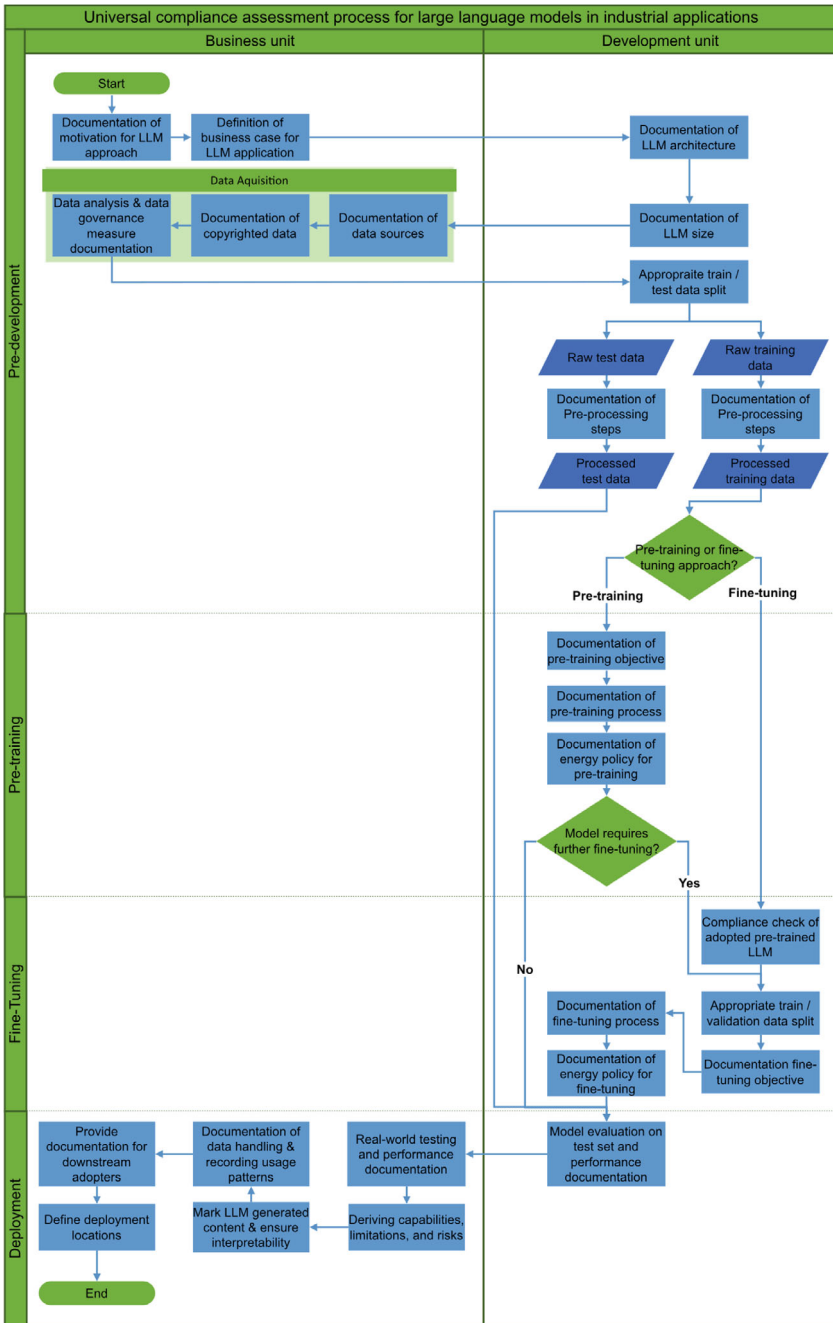 Universal compliance assessment process for large language models in industrial applications
Business unit
Development unit
Pre-development
Start
Documentation of
motivation for LLM
approach
Definition of
business case for
LLM application
Documentation of
LLM architecture
Data Aquisition
Data analysis & data
governance
measure
documentation
Documentation of
copyrighted data
Documentation of
data sources
Documentation of
LLM size
Appropraite train /
test data split
Raw test data
Raw training
data
Documentation of
Pre-processing
steps
Documentation of
Pre-processing
steps
Processed
test data
Processed
training data
Pre-training or fine-
tuning approach?
Pre-training
Fine-tuning
Pre-training
Documentation of
pre-training objective
Documentation of
pre-training process
Documentation of
energy policy for
pre-training
Model requires
further fine-tuning?
Yes
No
Fine-Tuning
Compliance check of
adopted pre-trained
LLM
Appropriate train /
validation data split
Documentation fine-
tuning objective
Documentation of
fine-tuning process
Documentation of
energy policy for
fine-tuning
Deployment
Model evaluation on
test set and
performance
documentation
Real-world testing
and performance
documentation
Deriving capabilities,
limitations, and risks
Mark LLM generated
content & ensure
interpretability
Documentation of
data handling &
recording usage
patterns
Provide
documentation for
downstream
adopters
Define deployment
locations
End